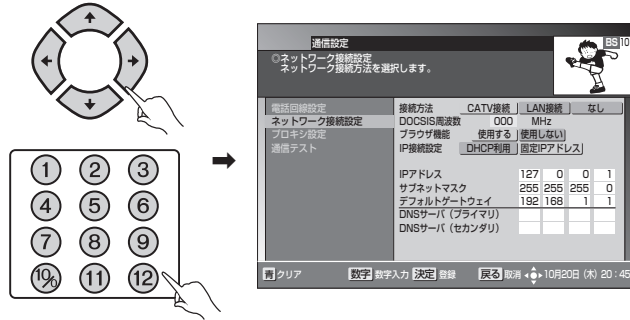 1 2 3
4 5 6
7 8 9
10⁄0 11 12
通信設定
◎ネットワーク接続設定
ネットワーク接続方法を選択します。
BS 10
電話回線設定
ネットワーク接続設定
プロキシ設定
通信テスト
接続方法 CATV接続 LAN接続 なし
DOCSIS周波数 000 MHz
ブラウザ機能 使用する 使用しない
IP接続設定 DHCP利用 固定IPアドレス
IPアドレス 127 0 0 1
サブネットマスク 255 255 255 0
デフォルトゲートウェイ 192 168 1 1
DNSサーバ（プライマリ）
DNSサーバ（セカンダリ）
青 クリア 数字 数字入力 決定 登録 戻る 取消 10月20日 (木) 20:45